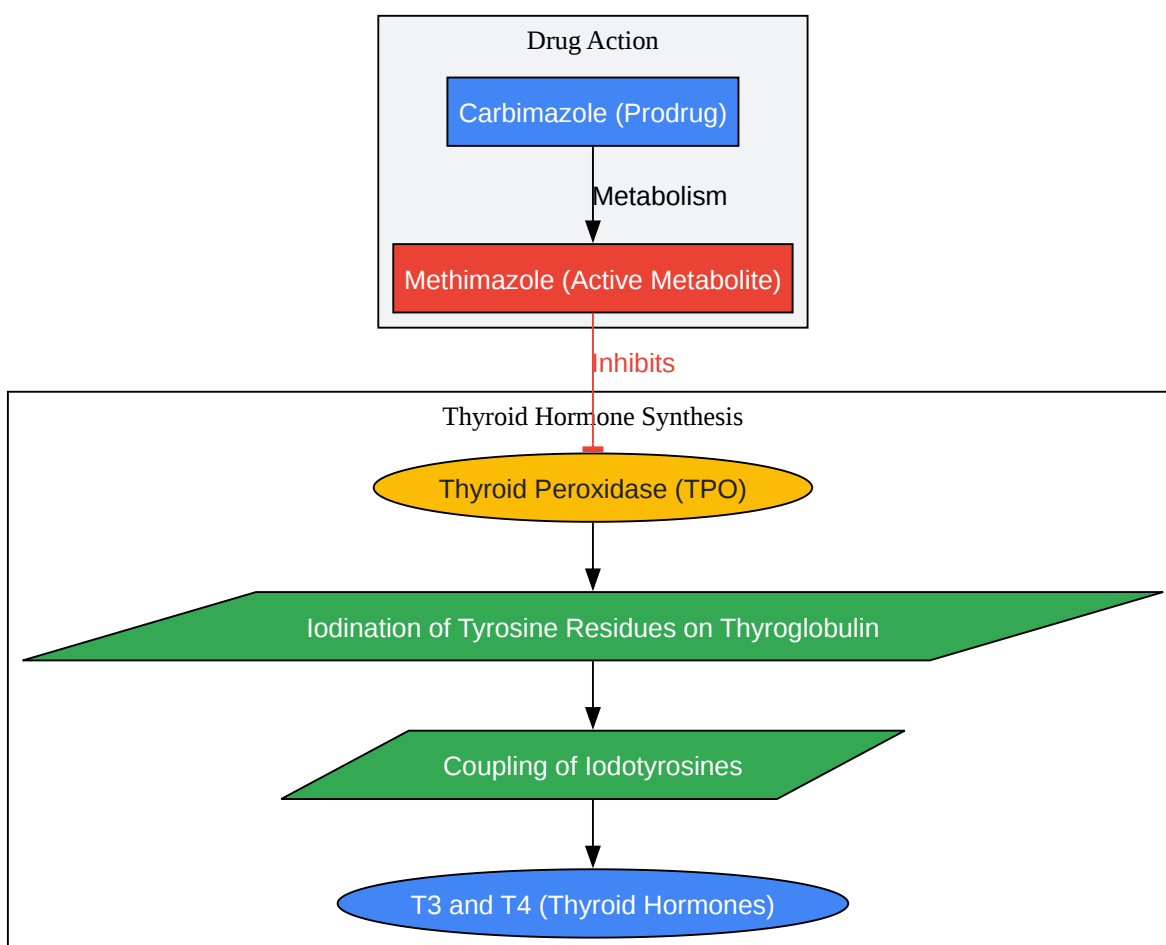 Drug Action
Carbimazole (Prodrug)
Metabolism
Methimazole (Active Metabolite)
Inhibits
Thyroid Hormone Synthesis
Thyroid Peroxidase (TPO)
Iodination of Tyrosine Residues on Thyroglobulin
Coupling of Iodotyrosines
T3 and T4 (Thyroid Hormones)